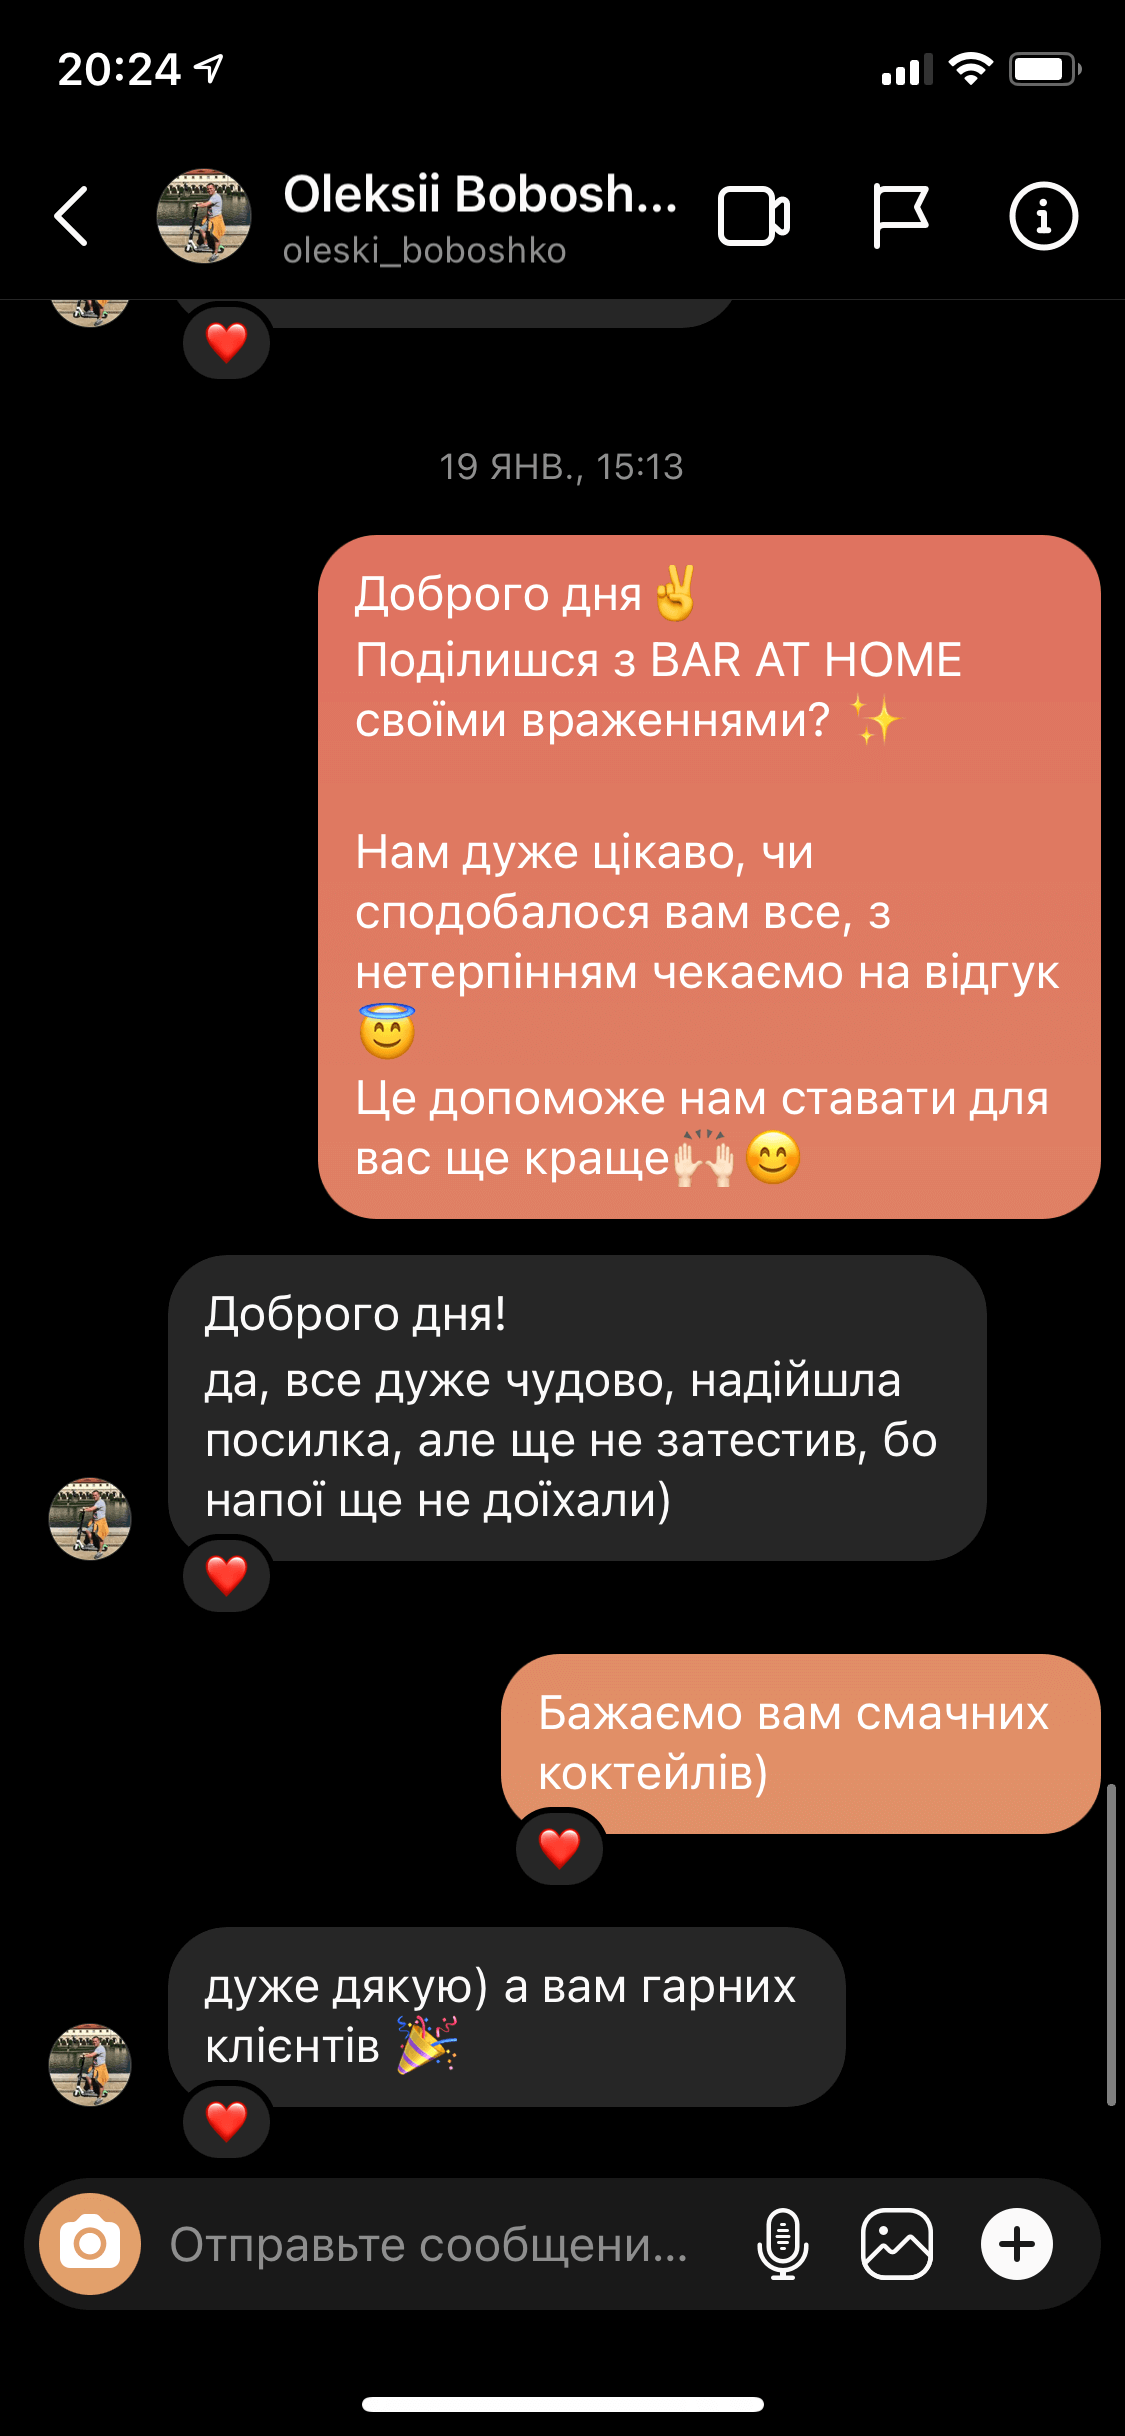 20:24
Oleksii Bobosh...
oleski_boboshko
19 ЯНВ., 15:13
Доброго дня✌️
Поділишся з BAR AT HOME
своїми враженнями? ✨
Нам дуже цікаво, чи
сподобалося вам все, з
нетерпінням чекаємо на відгук
😇
Це допоможе нам ставати для
вас ще краще🙌🏻😊
Доброго дня!
да, все дуже чудово, надійшла
посилка, але ще не затестив, бо
напої ще не доїхали)
Бажаємо вам смачних
коктейлів)
дуже дякую) а вам гарних
клієнтів 🎉
Отправьте сообщени...